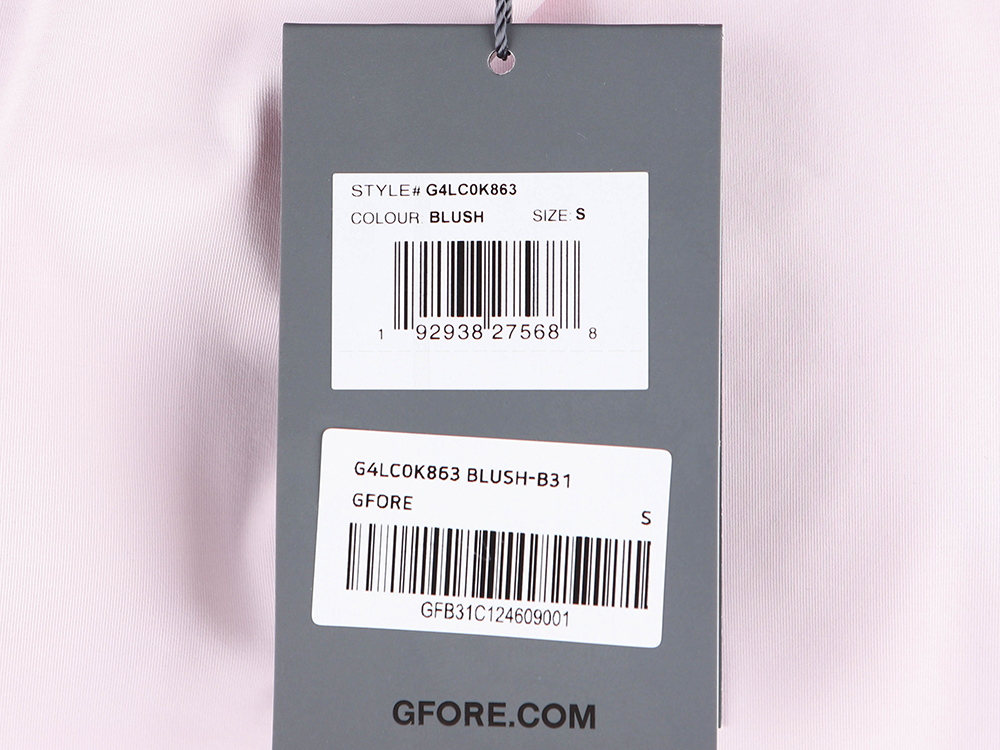 STYLE# G4LC0K863
COLOUR: BLUSH SIZE: S
1 92938 27568 8
G4LC0K863 BLUSH-B31
GFORE
S
GFB31C124609001
GFORE.COM